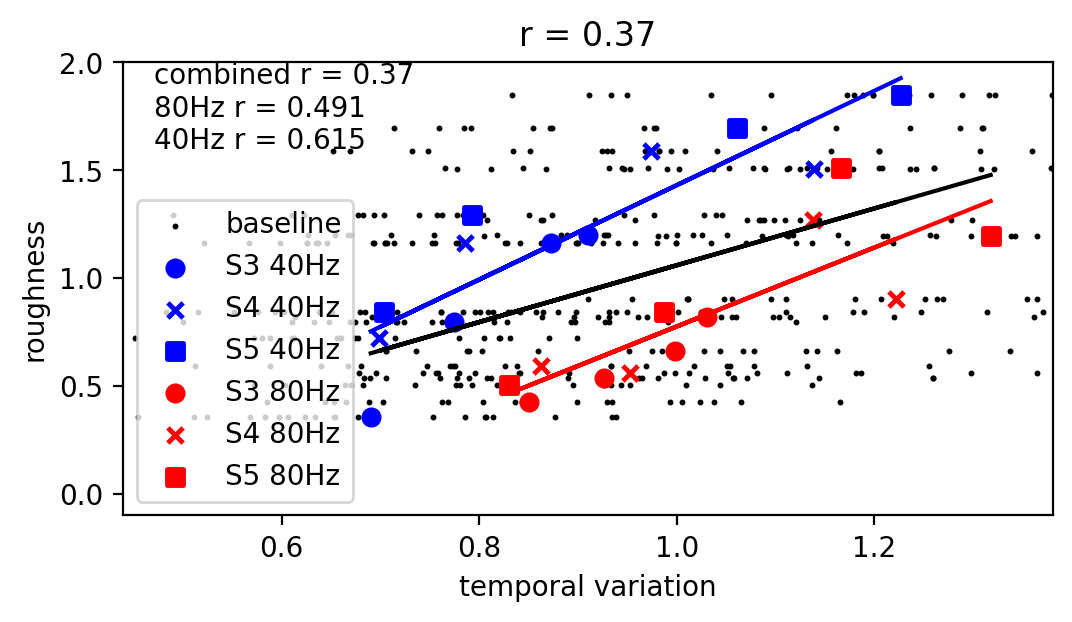 r = 0.37
combined r = 0.37
80Hz r = 0.491
40Hz r = 0.615
baseline
S3 40Hz
S4 40Hz
S5 40Hz
S3 80Hz
S4 80Hz
S5 80Hz
roughness
2.0
1.5
1.0
0.5
0.0
0.6 0.8 1.0 1.2
temporal variation